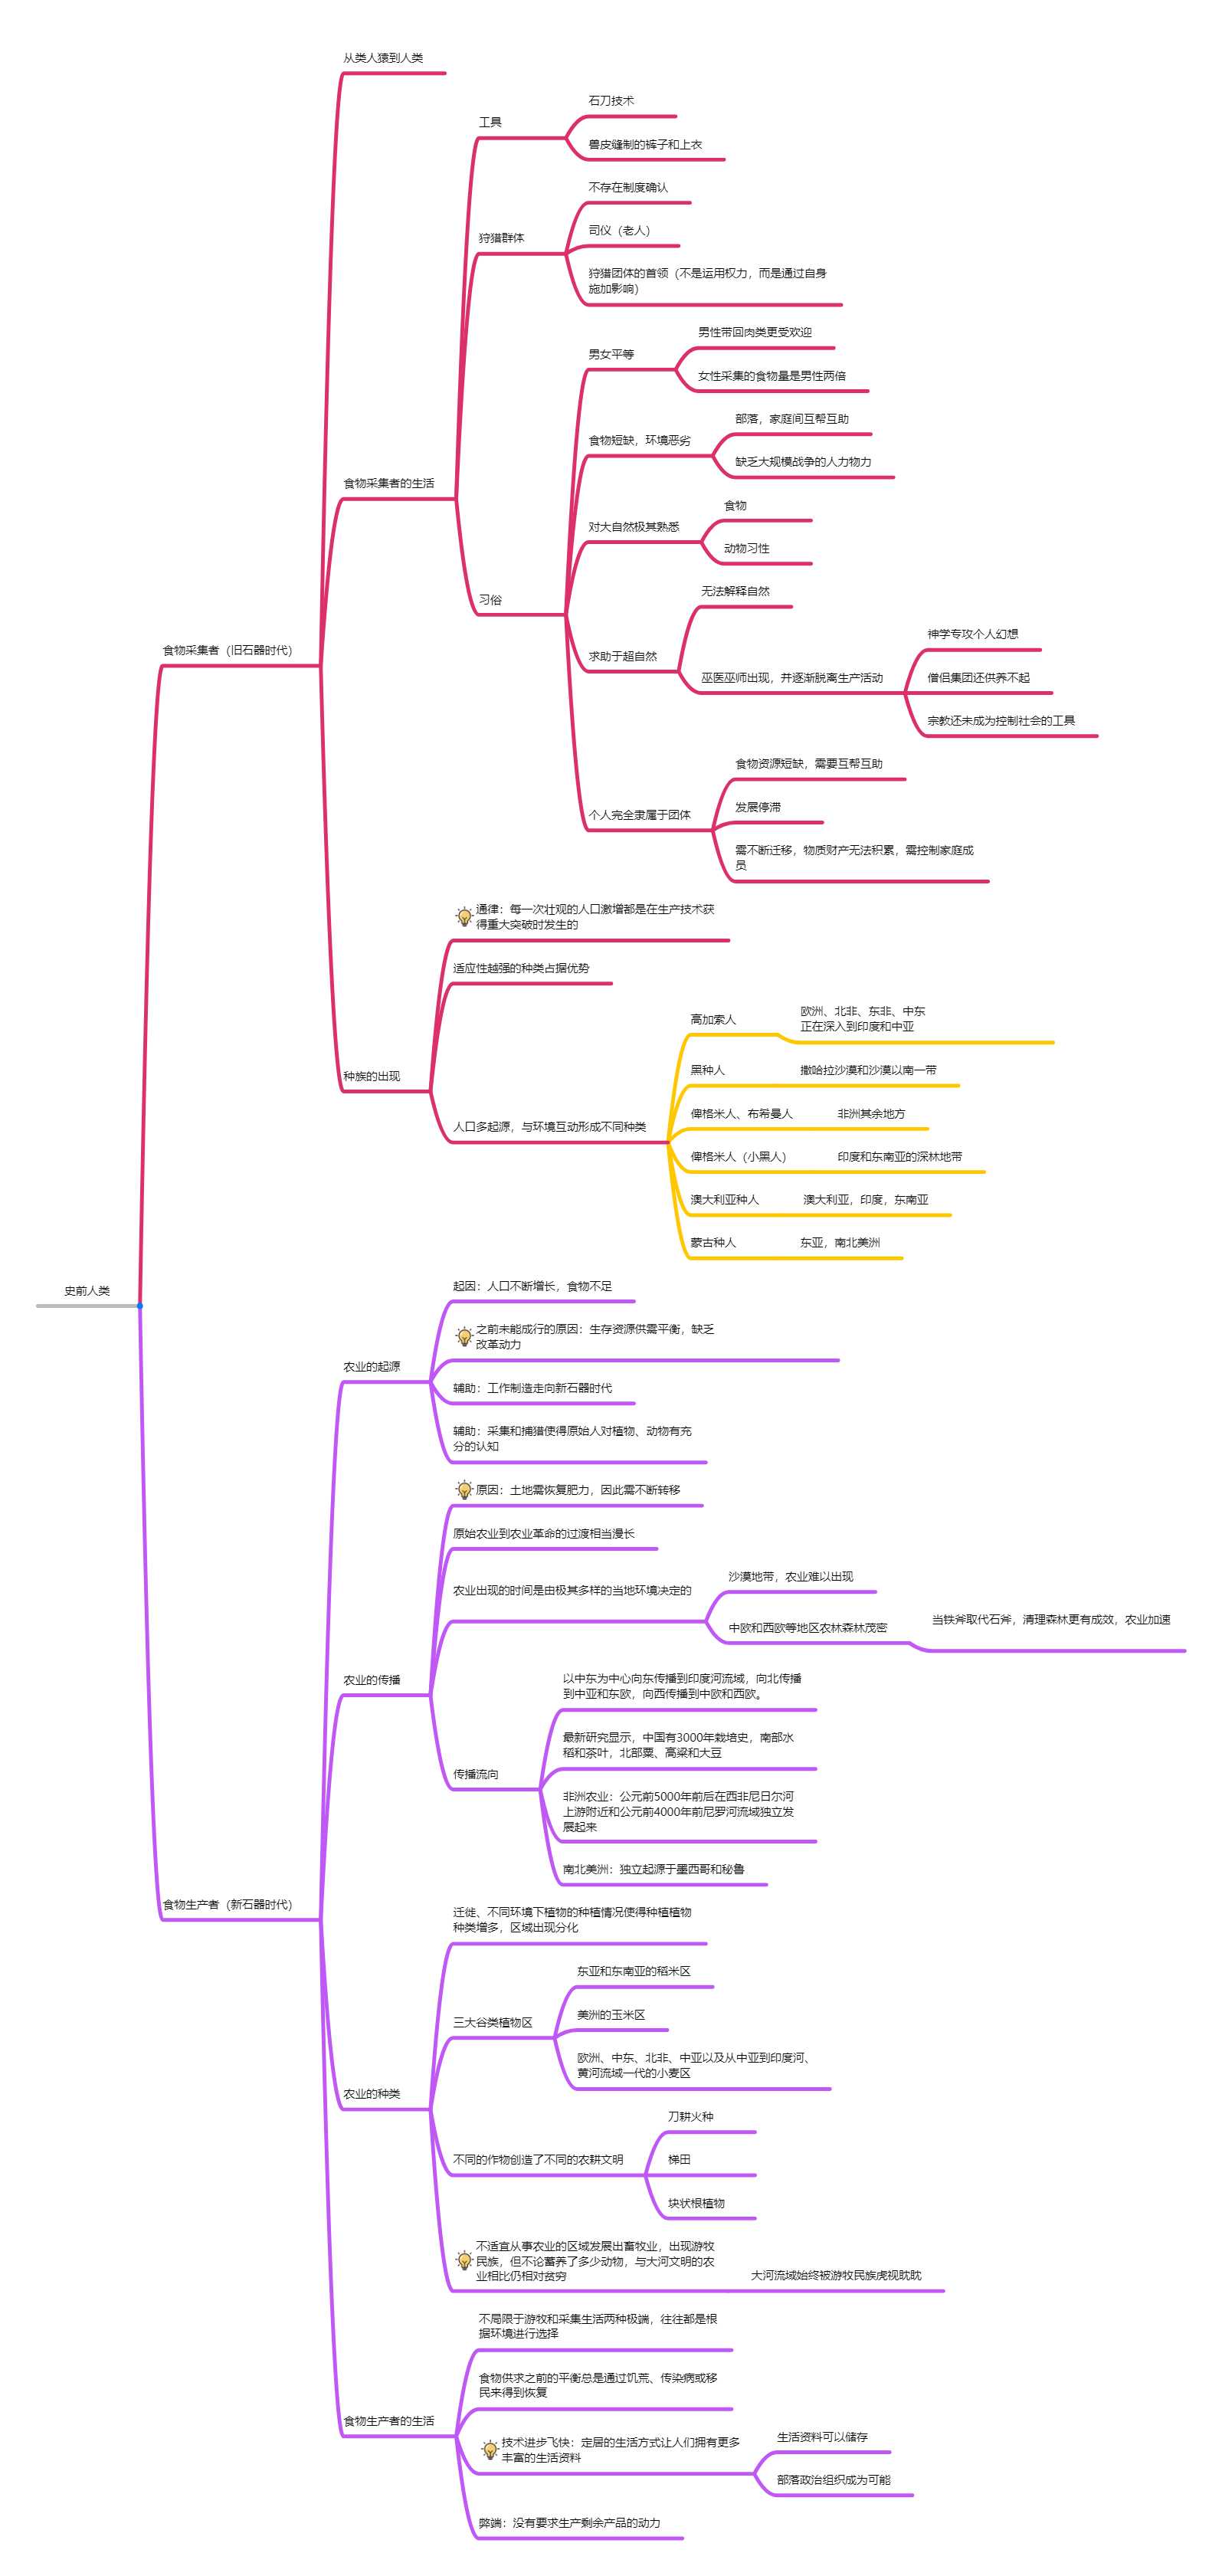 从类人猿到人类
石刀技术
工具
兽皮缝制的裤子和上衣
不存在制度确认
司仪（老人）
狩猎群体
狩猎团体的首领（不是运用权力，而是通过自身
施加影响）
男性带回肉类更受欢迎
男女平等
女性采集的食物量是男性两倍
部落，家庭间互帮互助
食物短缺，环境恶劣
缺乏大规模战争的人力物力
食物采集者的生活
食物
对大自然极其熟悉
动物习性
无法解释自然
习俗
神学专攻个人幻想
求助于超自然
巫医巫师出现，并逐渐脱离生产活动
僧侣集团还供养不起
食物采集者（旧石器时代）
宗教还未成为控制社会的工具
食物资源短缺，需要互帮互助
发展停滞
个人完全隶属于团体
需不断迁移，物质财产无法积累，需控制家庭成
员
通律：每一次壮观的人口激增都是在生产技术获
得重大突破时发生的
适应性越强的种类占据优势
高加索人
欧洲、北非、东非、中东
正在深入到印度和中亚
种族的出现
黑种人
撒哈拉沙漠和沙漠以南一带
俾格米人、布希曼人
非洲其余地方
人口多起源，与环境互动形成不同种类
俾格米人（小黑人）
印度和东南亚的深林地带
澳大利亚种人
澳大利亚，印度，东南亚
蒙古种人
东亚，南北美洲
史前人类
起因：人口不断增长，食物不足
之前未能成行的原因：生存资源供需平衡，缺乏
改革动力
农业的起源
辅助：工作制造走向新石器时代
辅助：采集和捕猎使得原始人对植物、动物有充
分的认知
原因：土地需恢复肥力，因此需不断转移
原始农业到农业革命的过渡相当漫长
沙漠地带，农业难以出现
农业出现的时间是由极其多样的当地环境决定的
中欧和西欧等地区农林森林茂密
当铁斧取代石斧，清理森林更有成效，农业加速
农业的传播
以中东为中心向东传播到印度河流域，向北传播
到中亚和东欧，向西传播到中欧和西欧。
最新研究显示，中国有3000年栽培史，南部水
稻和茶叶，北部粟、高粱和大豆
传播流向
非洲农业：公元前5000年前后在西非尼日尔河
上游附近和公元前4000年前尼罗河流域独立发
展起来
南北美洲：独立起源于墨西哥和秘鲁
食物生产者（新石器时代）
迁徙、不同环境下植物的种植情况使得种植植物
种类增多，区域出现分化
东亚和东南亚的稻米区
三大谷类植物区
美洲的玉米区
欧洲、中东、北非、中亚以及从中亚到印度河、
黄河流域一代的小麦区
农业的种类
刀耕火种
不同的作物创造了不同的农耕文明
梯田
块状根植物
不适宜从事农业的区域发展出畜牧业，出现游牧
民族，但不论蓄养了多少动物，与大河文明的农
业相比仍相对贫穷
大河流域始终被游牧民族虎视眈眈
不局限于游牧和采集生活两种极端，往往都是根
据环境进行选择
食物供求之前的平衡总是通过饥荒、传染病或移
民来得到恢复
食物生产者的生活
技术进步飞快：定居的生活方式让人们拥有更多
丰富的生活资料
生活资料可以储存
部落政治组织成为可能
弊端：没有要求生产剩余产品的动力